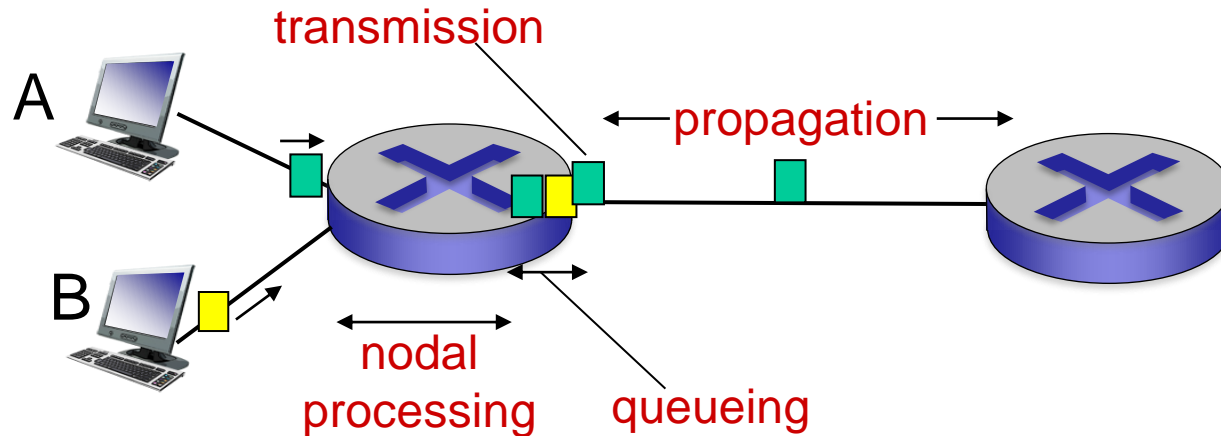 transmission
A
propagation
B
nodal
processing
queueing